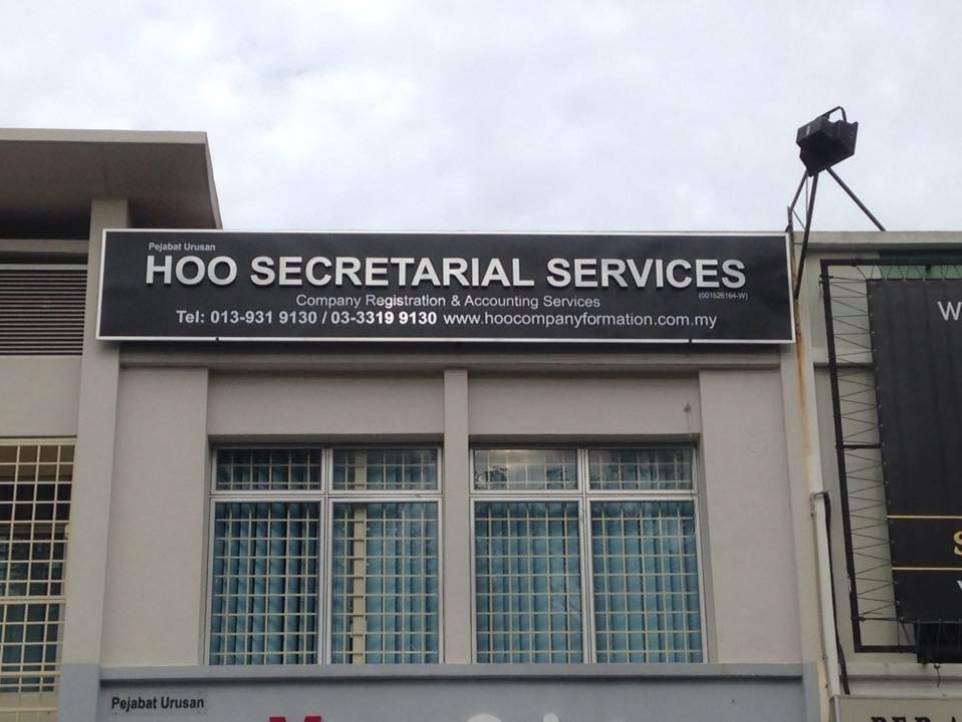 Pejabat Urusan
HOO SECRETARIAL SERVICES
(001526164-W)
Company Registration & Accounting Services
Tel: 013-931 9130 / 03-3319 9130 www.hoocompanyformation.com.my
Pejabat Urusan